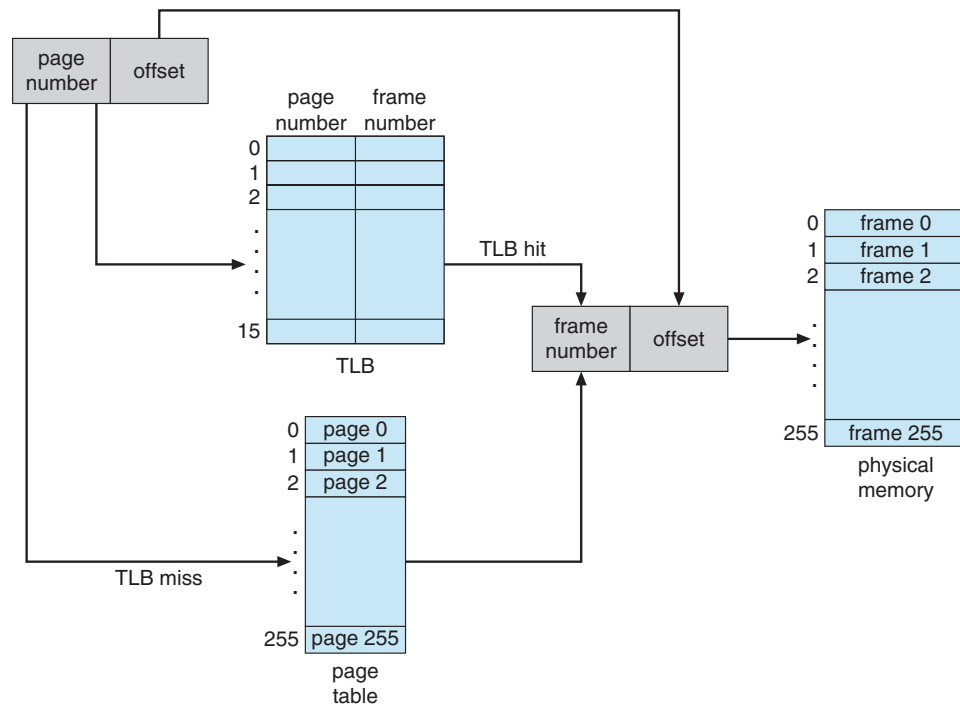 page
number
offset
page
number
frame
number
0
1
2
.
.
.
.
15
TLB
TLB hit
frame
number
offset
0
frame 0
1
frame 1
2
frame 2
.
.
.
.
255
frame 255
physical
memory
0
page 0
1
page 1
2
page 2
.
.
.
.
TLB miss
255
page 255
page
table